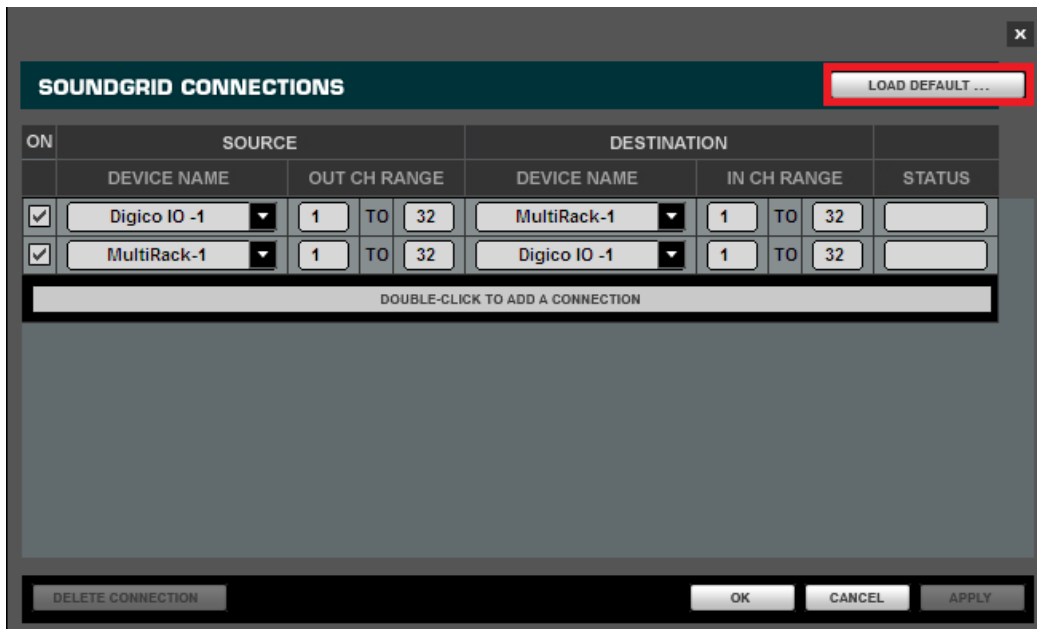 x
SOUNDGRID CONNECTIONS LOAD DEFAULT ...
ON SOURCE DESTINATION
DEVICE NAME OUT CH RANGE DEVICE NAME IN CH RANGE STATUS
Digico IO -1 1 TO 32 MultiRack-1 1 TO 32
MultiRack-1 1 TO 32 Digico IO -1 1 TO 32
DOUBLE-CLICK TO ADD A CONNECTION
DELETE CONNECTION OK CANCEL APPLY